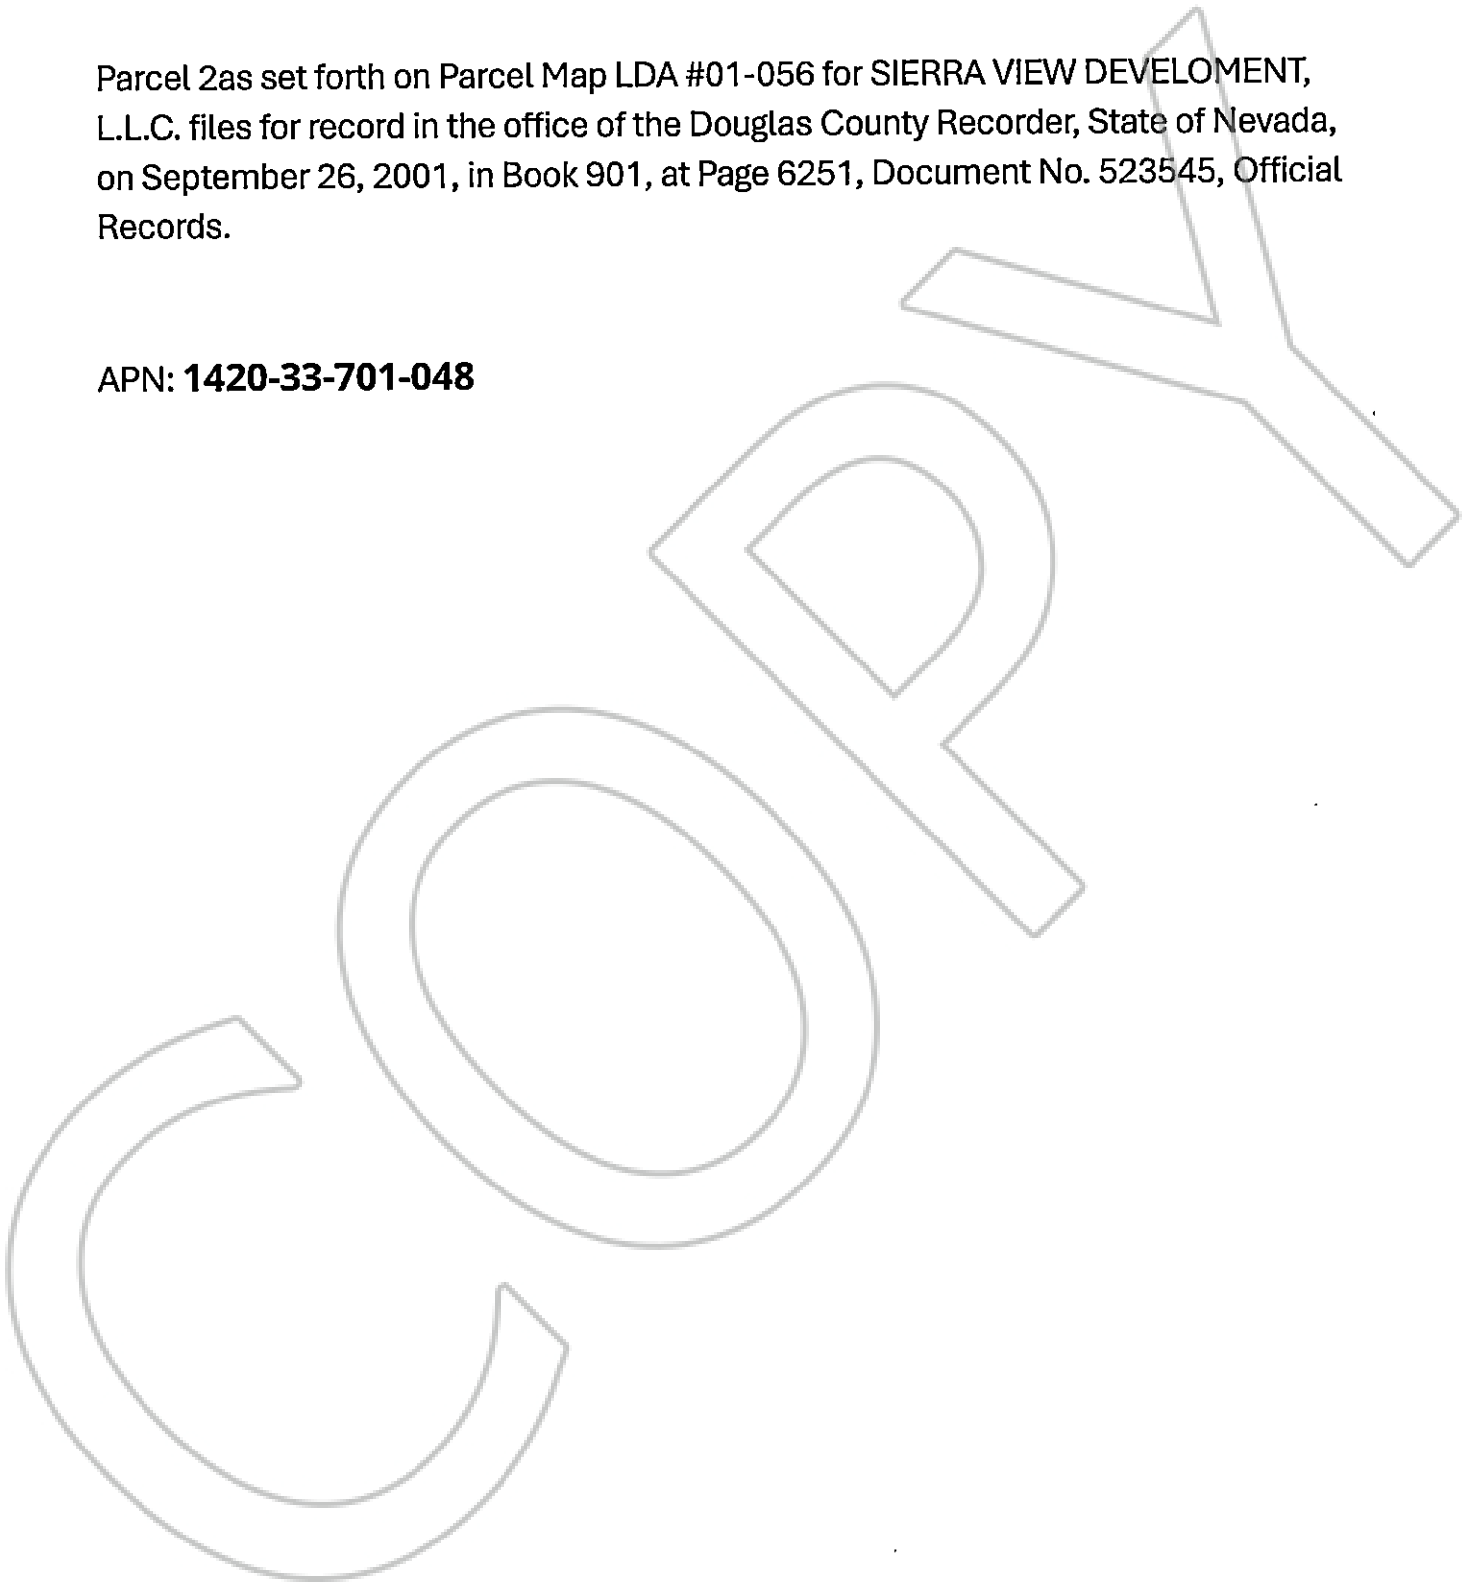 Parcel 2as set forth on Parcel Map LDA #01-056 for SIERRA VIEW DEVELOMENT,
L.L.C. files for record in the office of the Douglas County Recorder, State of Nevada,
on September 26, 2001, in Book 901, at Page 6251, Document No. 523545, Official
Records.
APN: 1420-33-701-048
COPY